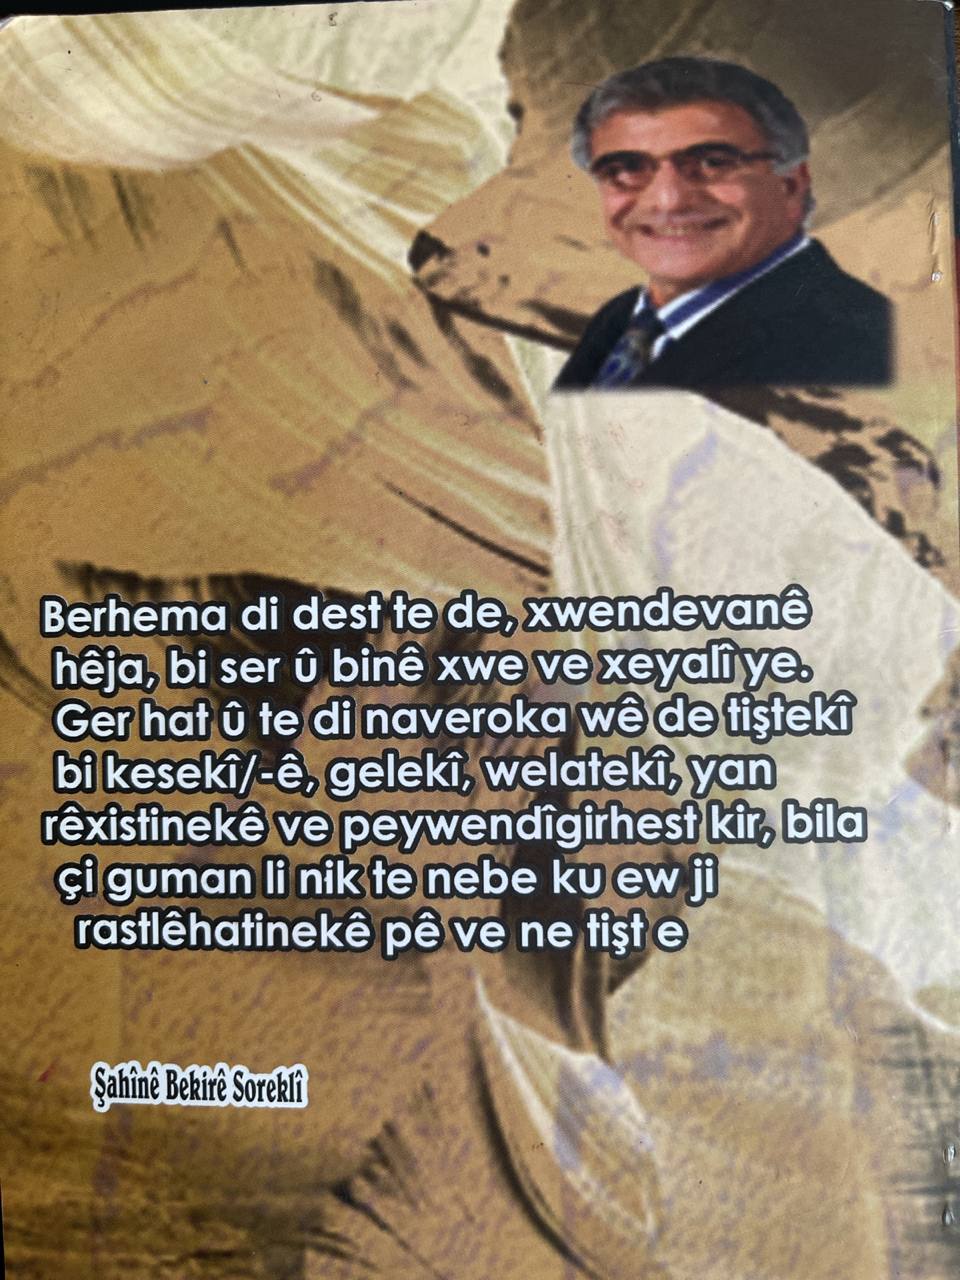 Berhema di dest te de, xwendevanê
hêja, bi ser û binê xwe ve xeyalî ye.
Ger hat û te di naveroka wê de tiştekî
bi kesekî/-ê, gelekî, welatekî, yan
rêxistinekê ve peywendîgirhest kir, bila
çi guman li nik te nebe ku ew ji
rastlêhatinekê pê ve ne tişt e
Şahînê Bekirê Soreklî